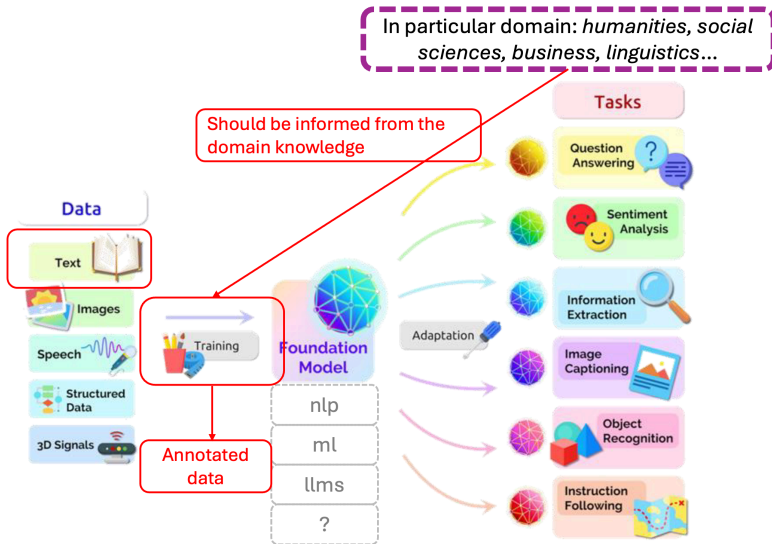 In particular domain: humanities, social
sciences, business, linguistics...
Tasks
Should be informed from the
domain knowledge
Question
Answering
?
Data
Sentiment
Analysis
Text
Images
Information
Extraction
Training
Adaptation
Speech
Foundation
Model
Image
Captioning
Structured
Data
nlp
3D Signals
Object
Recognition
Annotated
data
ml
llms
Instruction
Following
?